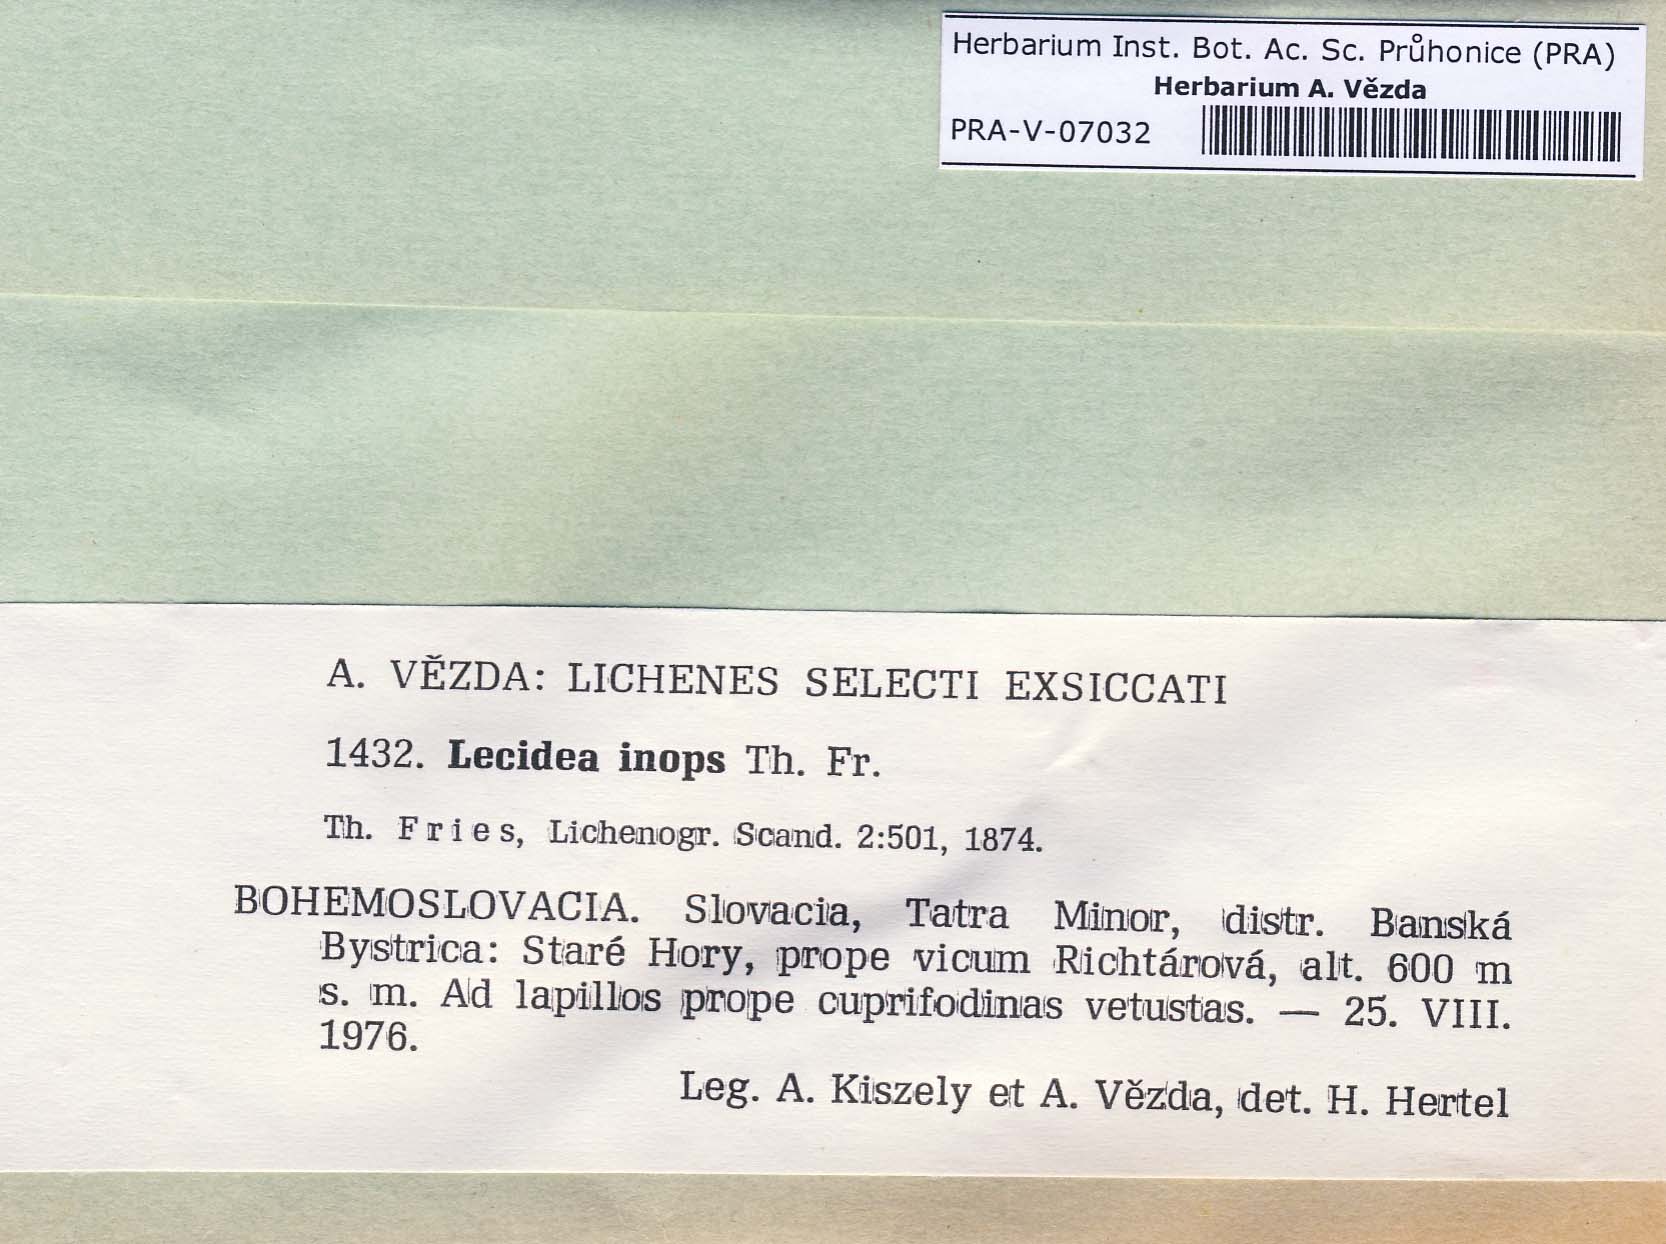 Herbarium Inst. Bot. Ac. Sc. Průhonice (PRA)
Herbarium A. Vězda
PRA-V-07032
A. VĚZDA: LICHENES SELECTI EXSICCATI
1432. Lecidea inops Th. Fr.
Th. Fries, Lichenogr. Scand. 2:501, 1874.
BOHEMOSLOVACIA. Slovacia, Tatra Minor, distr. Banská
Bystrica: Staré Hory, prope vicum Richtárová, alt. 600 m
s. m. Ad lapillos prope cuprifodinas vetustas. — 25. VIII.
1976.
Leg. A. Kiszely et A. Vězda, det. H. Hertel